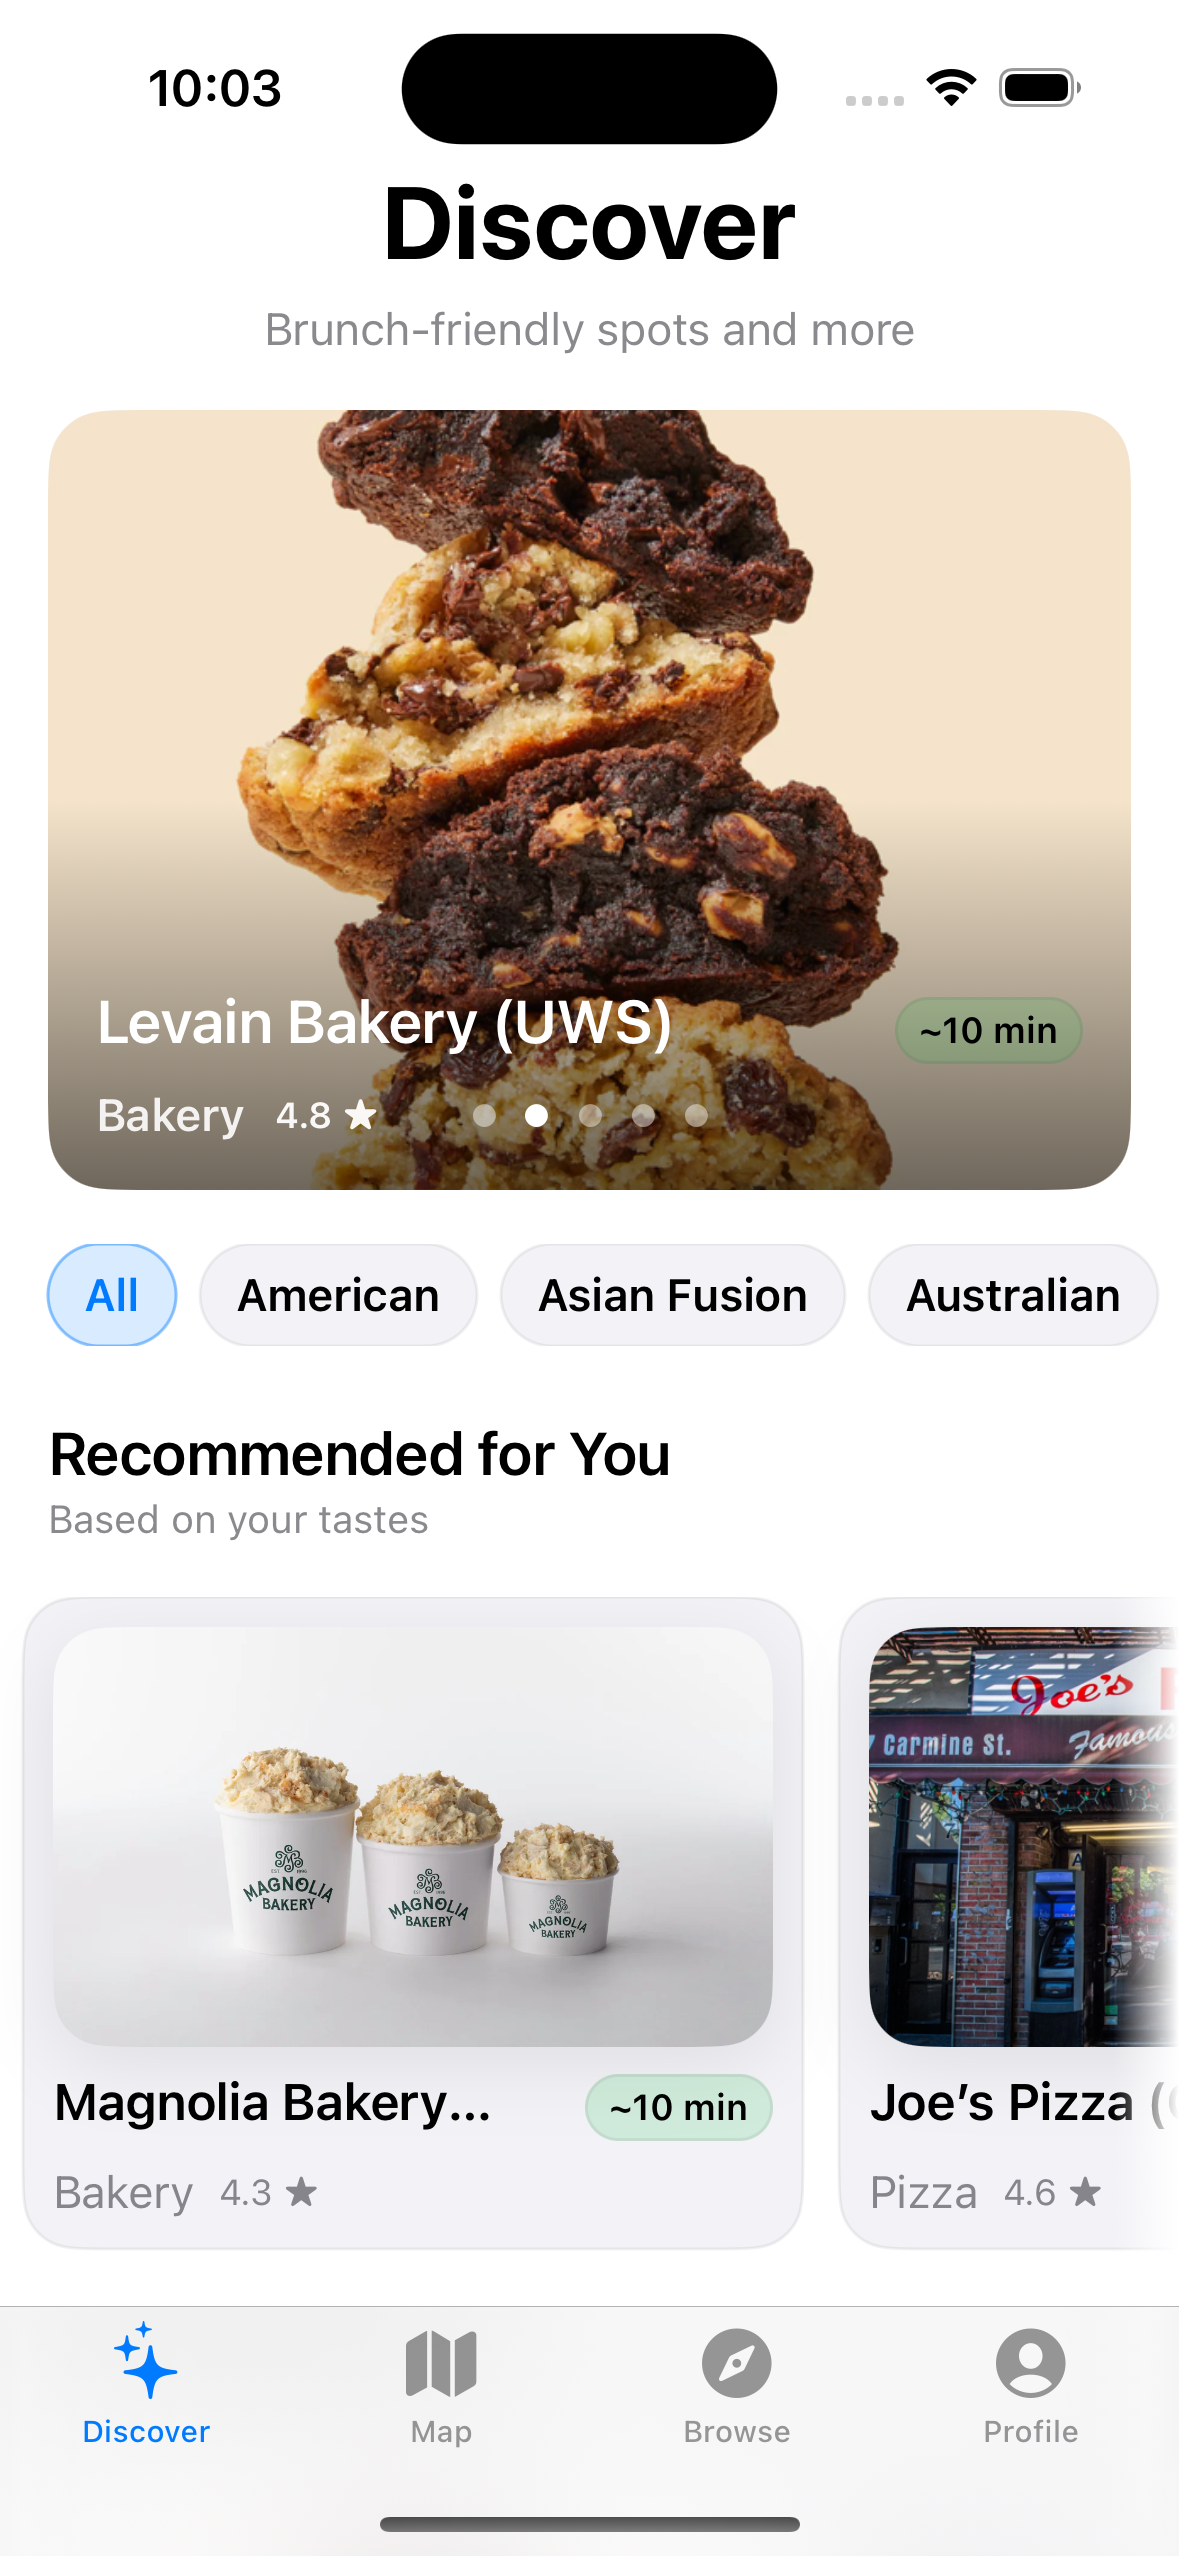 10:03
Discover
Brunch-friendly spots and more
Levain Bakery (UWS)
~10 min
Bakery 4.8 ★
All
American
Asian Fusion
Australian
Recommended for You
Based on your tastes
MAGNOLIA
BAKERY
MAGNOLIA
BAKERY
MAGNOLIA
BAKERY
Joe's
7 Carmine St.
Famous
Magnolia Bakery...
~10 min
Bakery 4.3 ★
Joe's Pizza (
Pizza 4.6 ★
Discover
Map
Browse
Profile